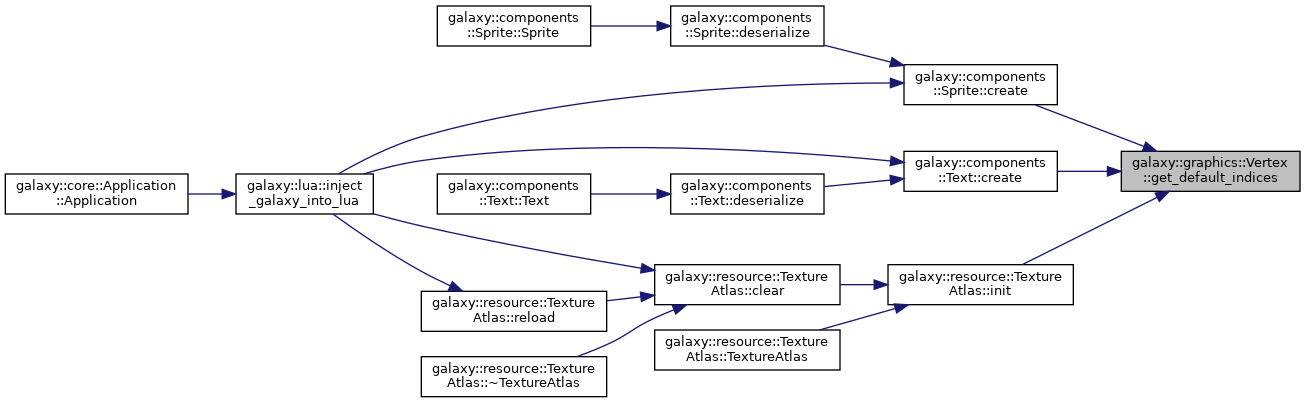 galaxy::components
::Sprite::Sprite
galaxy::components
::Sprite::deserialize
galaxy::components
::Sprite::create
galaxy::graphics::Vertex
::get_default_indices
galaxy::components
::Text::create
galaxy::core::Application
::Application
galaxy::lua::inject
_galaxy_into_lua
galaxy::components
::Text::Text
galaxy::components
::Text::deserialize
galaxy::resource::Texture
Atlas::clear
galaxy::resource::Texture
Atlas::init
galaxy::resource::Texture
Atlas::reload
galaxy::resource::Texture
Atlas::TextureAtlas
galaxy::resource::Texture
Atlas::~TextureAtlas